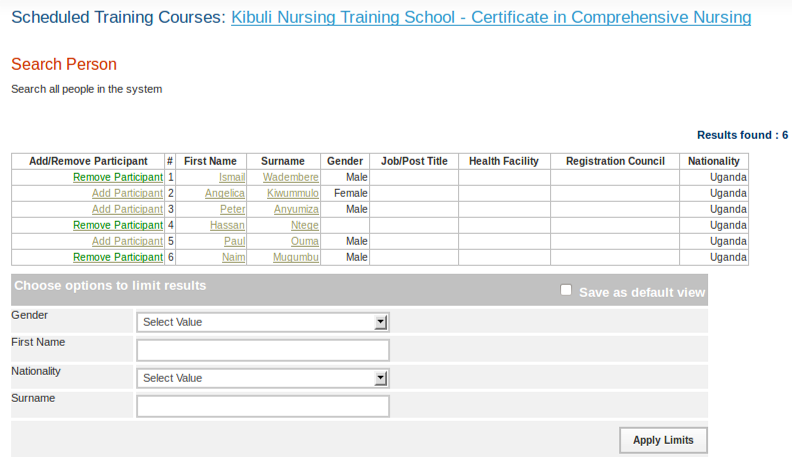 Scheduled Training Courses: Kibuli Nursing Training School - Certificate in Comprehensive Nursing
Search Person
Search all people in the system
Results found : 6
Add/Remove Participant # First Name Surname Gender Job/Post Title Health Facility Registration Council Nationality
Remove Participant 1 Ismail Wadembere Male Uganda
Add Participant 2 Angelica Kiwummulo Female Uganda
Add Participant 3 Peter Anyumiza Male Uganda
Remove Participant 4 Hassan Ntege Uganda
Add Participant 5 Paul Ouma Male Uganda
Remove Participant 6 Naim Mugumbu Male Uganda
Choose options to limit results Save as default view
Gender Select Value
First Name
Nationality Select Value
Surname
Apply Limits